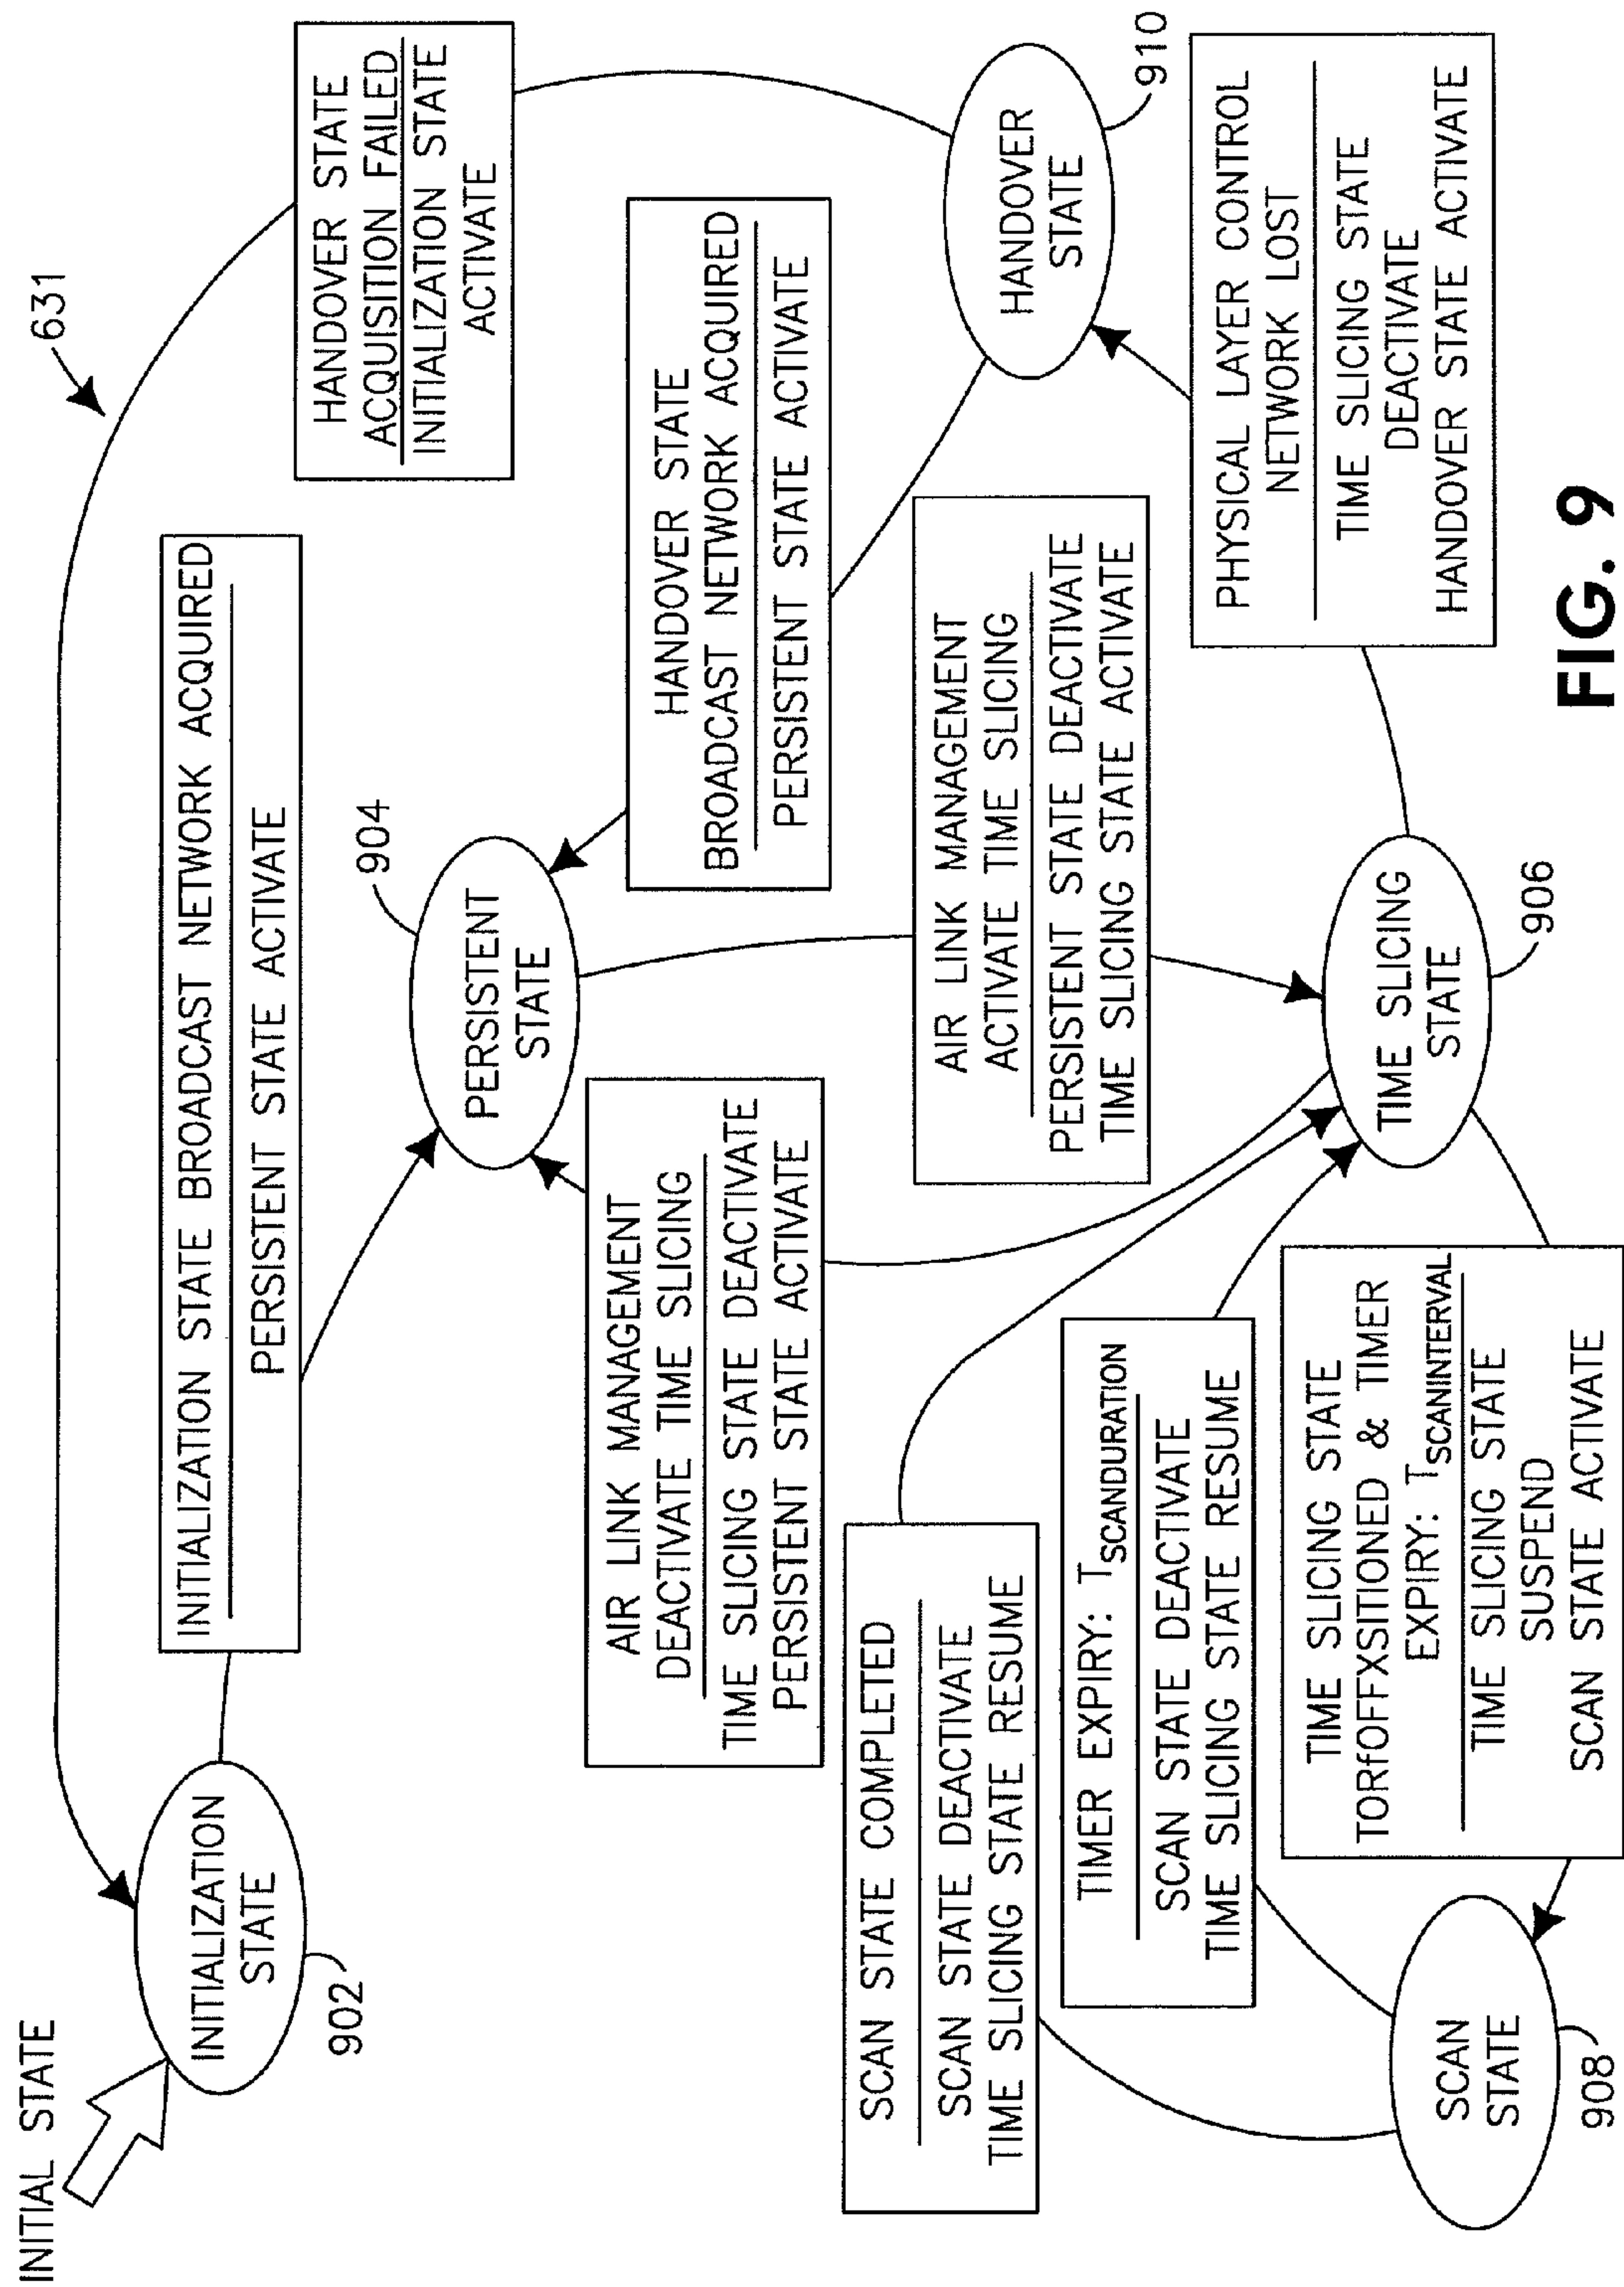 INITIAL STATE
631
INITIALIZATION
STATE
902
INITIALIZATION STATE BROADCAST NETWORK ACQUIRED
PERSISTENT STATE ACTIVATE
HANDOVER STATE
ACQUISITION FAILED
INITIALIZATION STATE
ACTIVATE
904
PERSISTENT
STATE
AIR LINK MANAGEMENT
DEACTIVATE TIME SLICING
TIME SLICING STATE DEACTIVATE
PERSISTENT STATE ACTIVATE
HANDOVER STATE
BROADCAST NETWORK ACQUIRED
PERSISTENT STATE ACTIVATE
SCAN STATE COMPLETED
SCAN STATE DEACTIVATE
TIME SLICING STATE RESUME
AIR LINK MANAGEMENT
ACTIVATE TIME SLICING
PERSISTENT STATE DEACTIVATE
TIME SLICING STATE ACTIVATE
HANDOVER
STATE
910
TIMER EXPIRY: TSCANDURATION
SCAN STATE DEACTIVATE
TIME SLICING STATE RESUME
PHYSICAL LAYER CONTROL
NETWORK LOST
TIME SLICING STATE
DEACTIVATE
HANDOVER STATE ACTIVATE
TIME SLICING STATE
TORfOFFXSITIONED & TIMER
EXPIRY: TSCANINTERVAL
TIME SLICING STATE
SUSPEND
SCAN STATE ACTIVATE
TIME SLICING
STATE
906
SCAN
STATE
908
FIG. 9